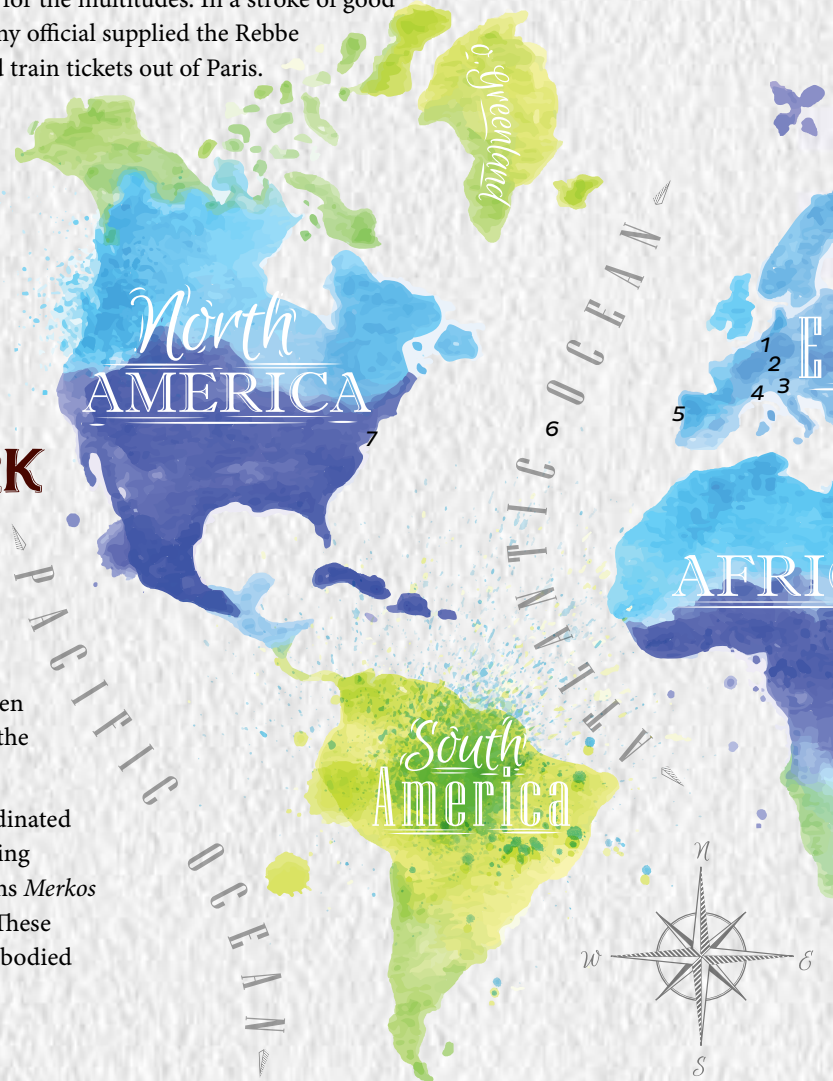 for the multitudes. In a stroke of good
ny official supplied the Rebbe
d train tickets out of Paris.
o. Greenland
North
AMERICA
E
1
2
3
4
5
6
7
ATLANTIC OCEAN
RK
AFRIC
PACIFIC OCEAN
en
the
South
America
dinated
ing
ns Merkos
These
bodied
N
W
E
S